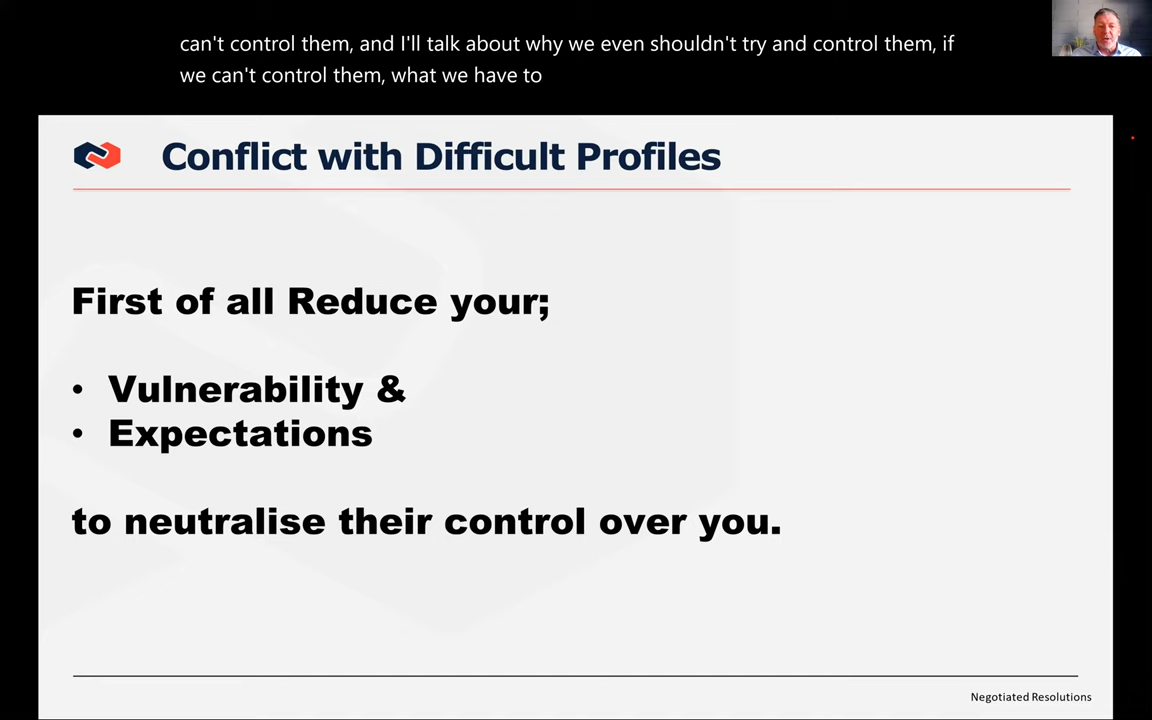 can't control them, and I'll talk about why we even shouldn't try and control them, if
we can't control them, what we have to
Conflict with Difficult Profiles
First of all Reduce your;
• Vulnerability &
• Expectations
to neutralise their control over you.
Negotiated Resolutions